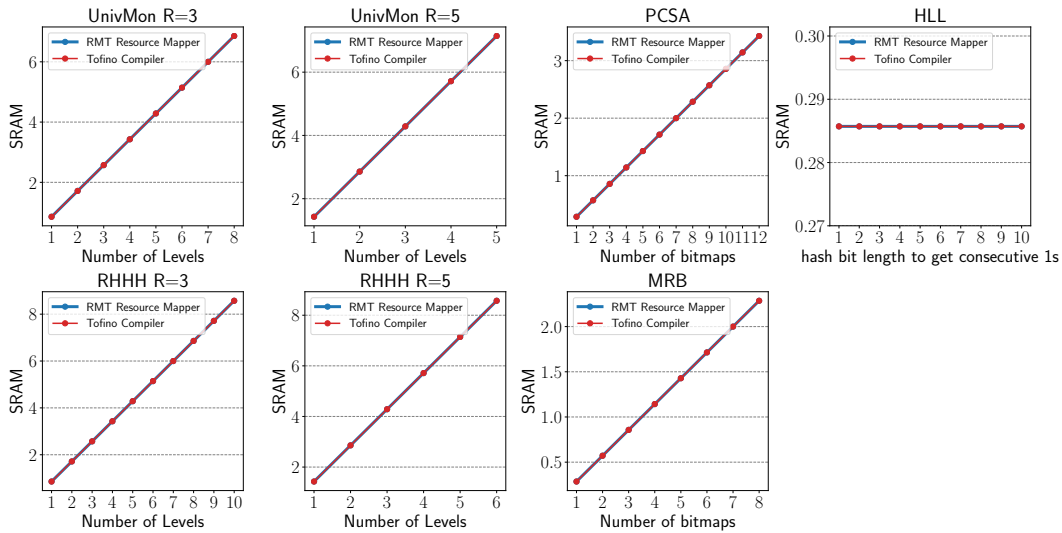 UnivMon R=3
RMT Resource Mapper
Tofino Compiler
SRAM
6
4
2
1 2 3 4 5 6 7 8
Number of Levels
UnivMon R=5
RMT Resource Mapper
Tofino Compiler
SRAM
6
4
2
1 2 3 4 5
Number of Levels
PCSA
RMT Resource Mapper
Tofino Compiler
SRAM
3
2
1
1 2 3 4 5 6 7 8 9 10 11 12
Number of bitmaps
HLL
RMT Resource Mapper
Tofino Compiler
SRAM
0.30
0.29
0.28
0.27
1 2 3 4 5 6 7 8 9 10
hash bit length to get consecutive 1s
RHHH R=3
RMT Resource Mapper
Tofino Compiler
SRAM
8
6
4
2
1 2 3 4 5 6 7 8 9 10
Number of Levels
RHHH R=5
RMT Resource Mapper
Tofino Compiler
SRAM
8
6
4
2
1 2 3 4 5 6
Number of Levels
MRB
RMT Resource Mapper
Tofino Compiler
SRAM
2.0
1.5
1.0
0.5
1 2 3 4 5 6 7 8
Number of bitmaps